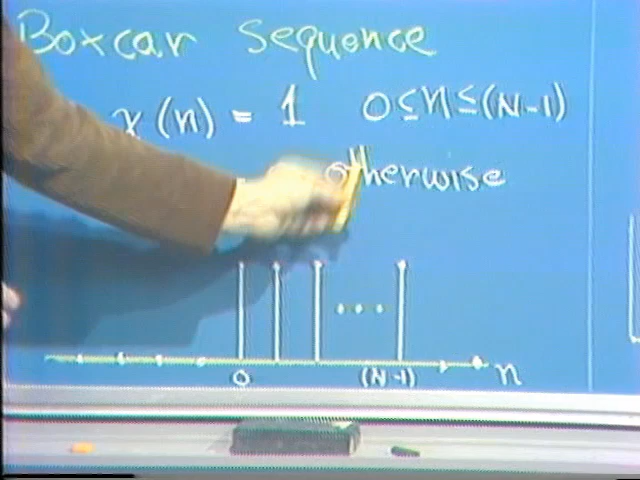 Boxcar sequence
x(n) = 1 0≤n≤(N-1)
otherwise
...
0 (N-1) n